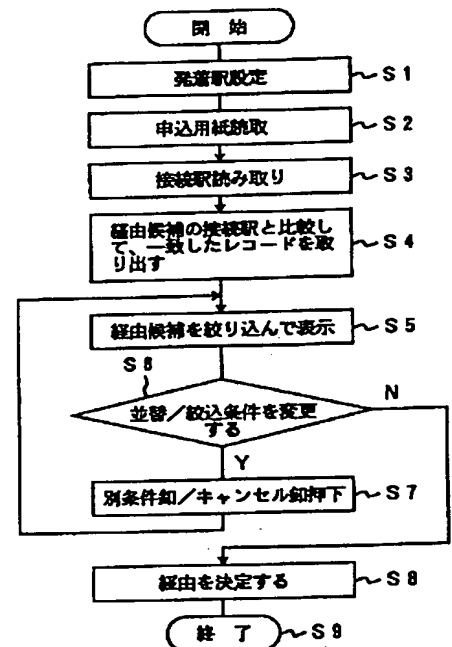 開 始
発着駅設定
S1
申込用紙読取
S2
接続駅読み取り
S3
経由候補の接続駅と比較し
て、一致したレコードを取
り出す
S4
経由候補を絞り込んで表示
S5
S6
並替/絞込条件を変更
する
N
Y
別条件釦/キャンセル釦押下
S7
経由を決定する
S8
終 了
S9